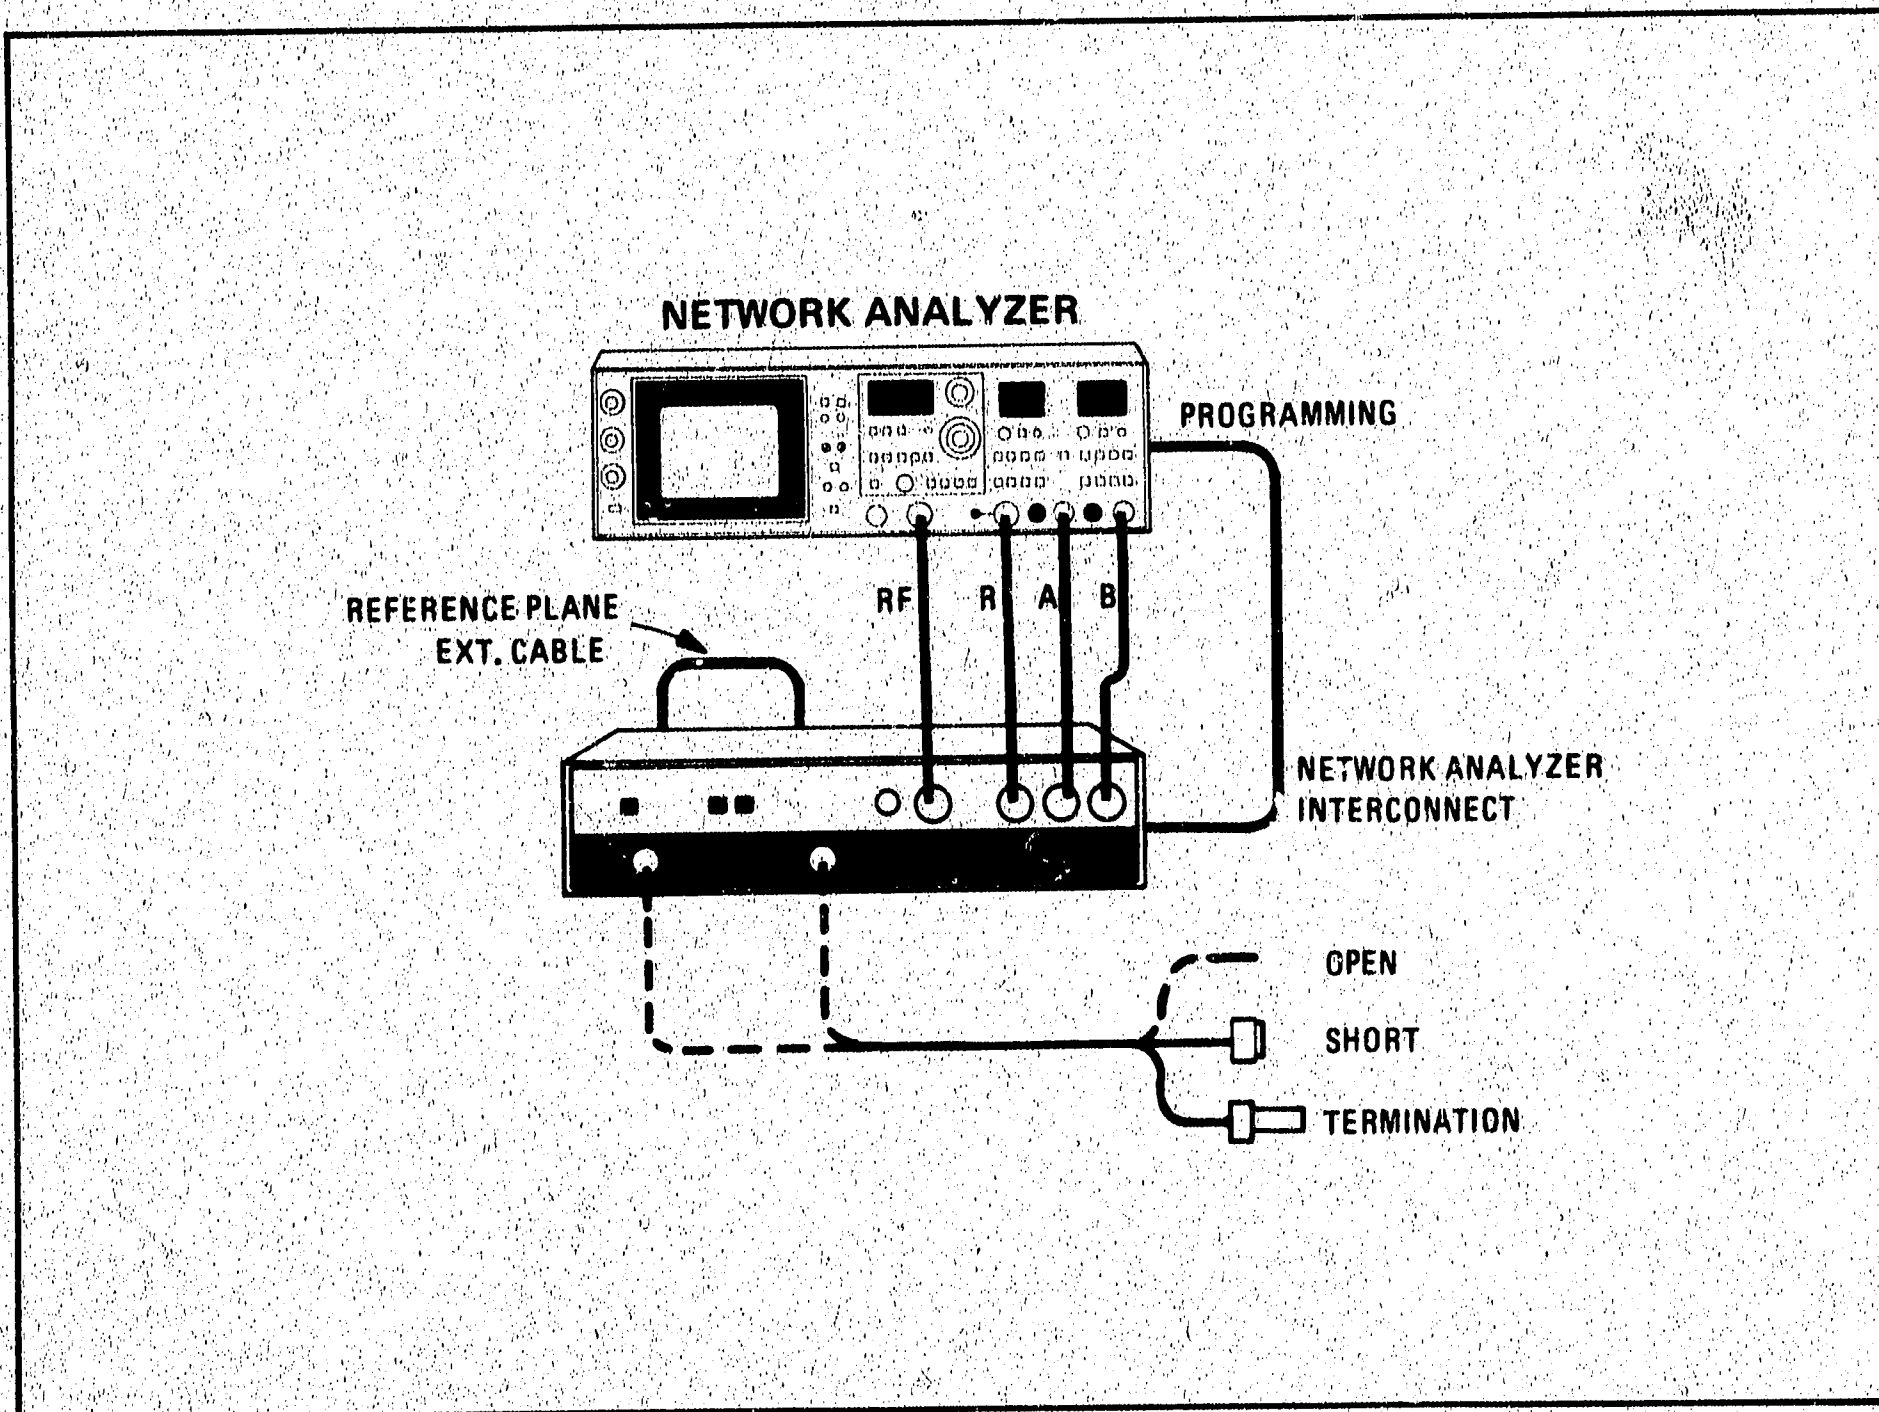 NETWORK ANALYZER
PROGRAMMING
RF
R
A
B
REFERENCE PLANE
EXT. CABLE
NETWORK ANALYZER
INTERCONNECT
OPEN
SHORT
TERMINATION